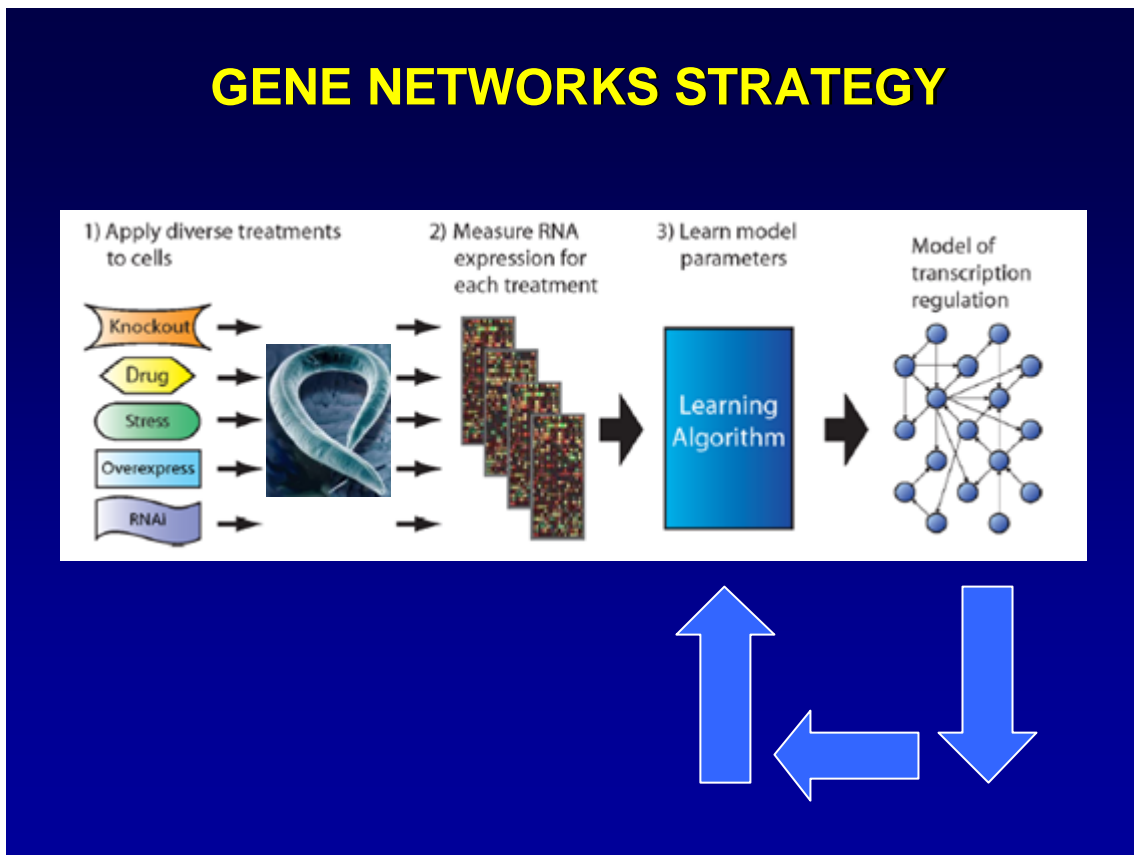 GENE NETWORKS STRATEGY
1) Apply diverse treatments
to cells
Knockout
Drug
Stress
Overexpress
RNAi
2) Measure RNA
expression for
each treatment
3) Learn model
parameters
Learning
Algorithm
Model of
transcription
regulation